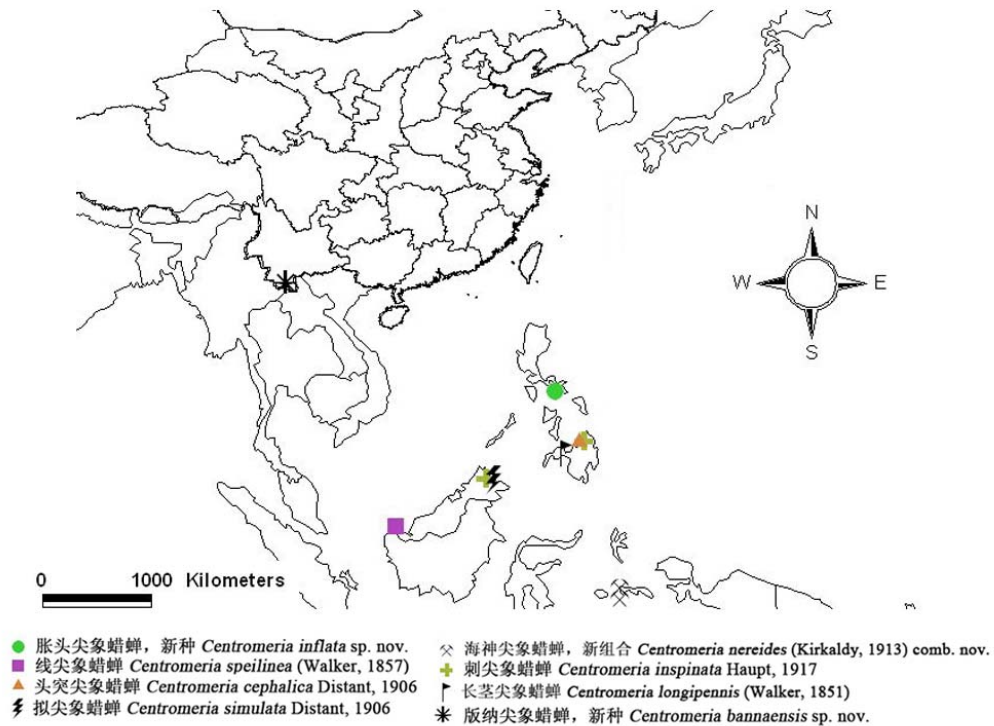 N
W E
S
0 1000 Kilometers
胀头尖象蜡蝉，新种 Centromeria inflata sp. nov.
线尖象蜡蝉 Centromeria speilinea (Walker, 1857)
头突尖象蜡蝉 Centromeria cephalica Distant, 1906
拟尖象蜡蝉 Centromeria simulata Distant, 1906
海神尖象蜡蝉，新组合 Centromeria nereides (Kirkaldy, 1913) comb. nov.
刺尖象蜡蝉 Centromeria inspinata Haupt, 1917
长茎尖象蜡蝉 Centromeria longipennis (Walker, 1851)
版纳尖象蜡蝉，新种 Centromeria bannaensis sp. nov.